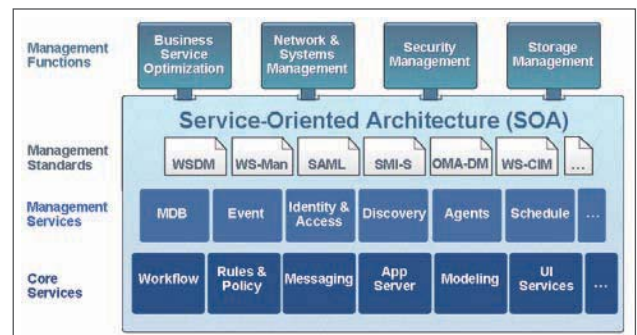 Management Functions
Business Service Optimization
Network & Systems Management
Security Management
Storage Management
Service-Oriented Architecture (SOA)
Management Standards
WSDM
WS-Man
SAML
SMI-S
OMA-DM
WS-CIM
...
Management Services
MDB
Event
Identity & Access
Discovery
Agents
Schedule
...
Core Services
Workflow
Rules & Policy
Messaging
App Server
Modeling
UI Services
...